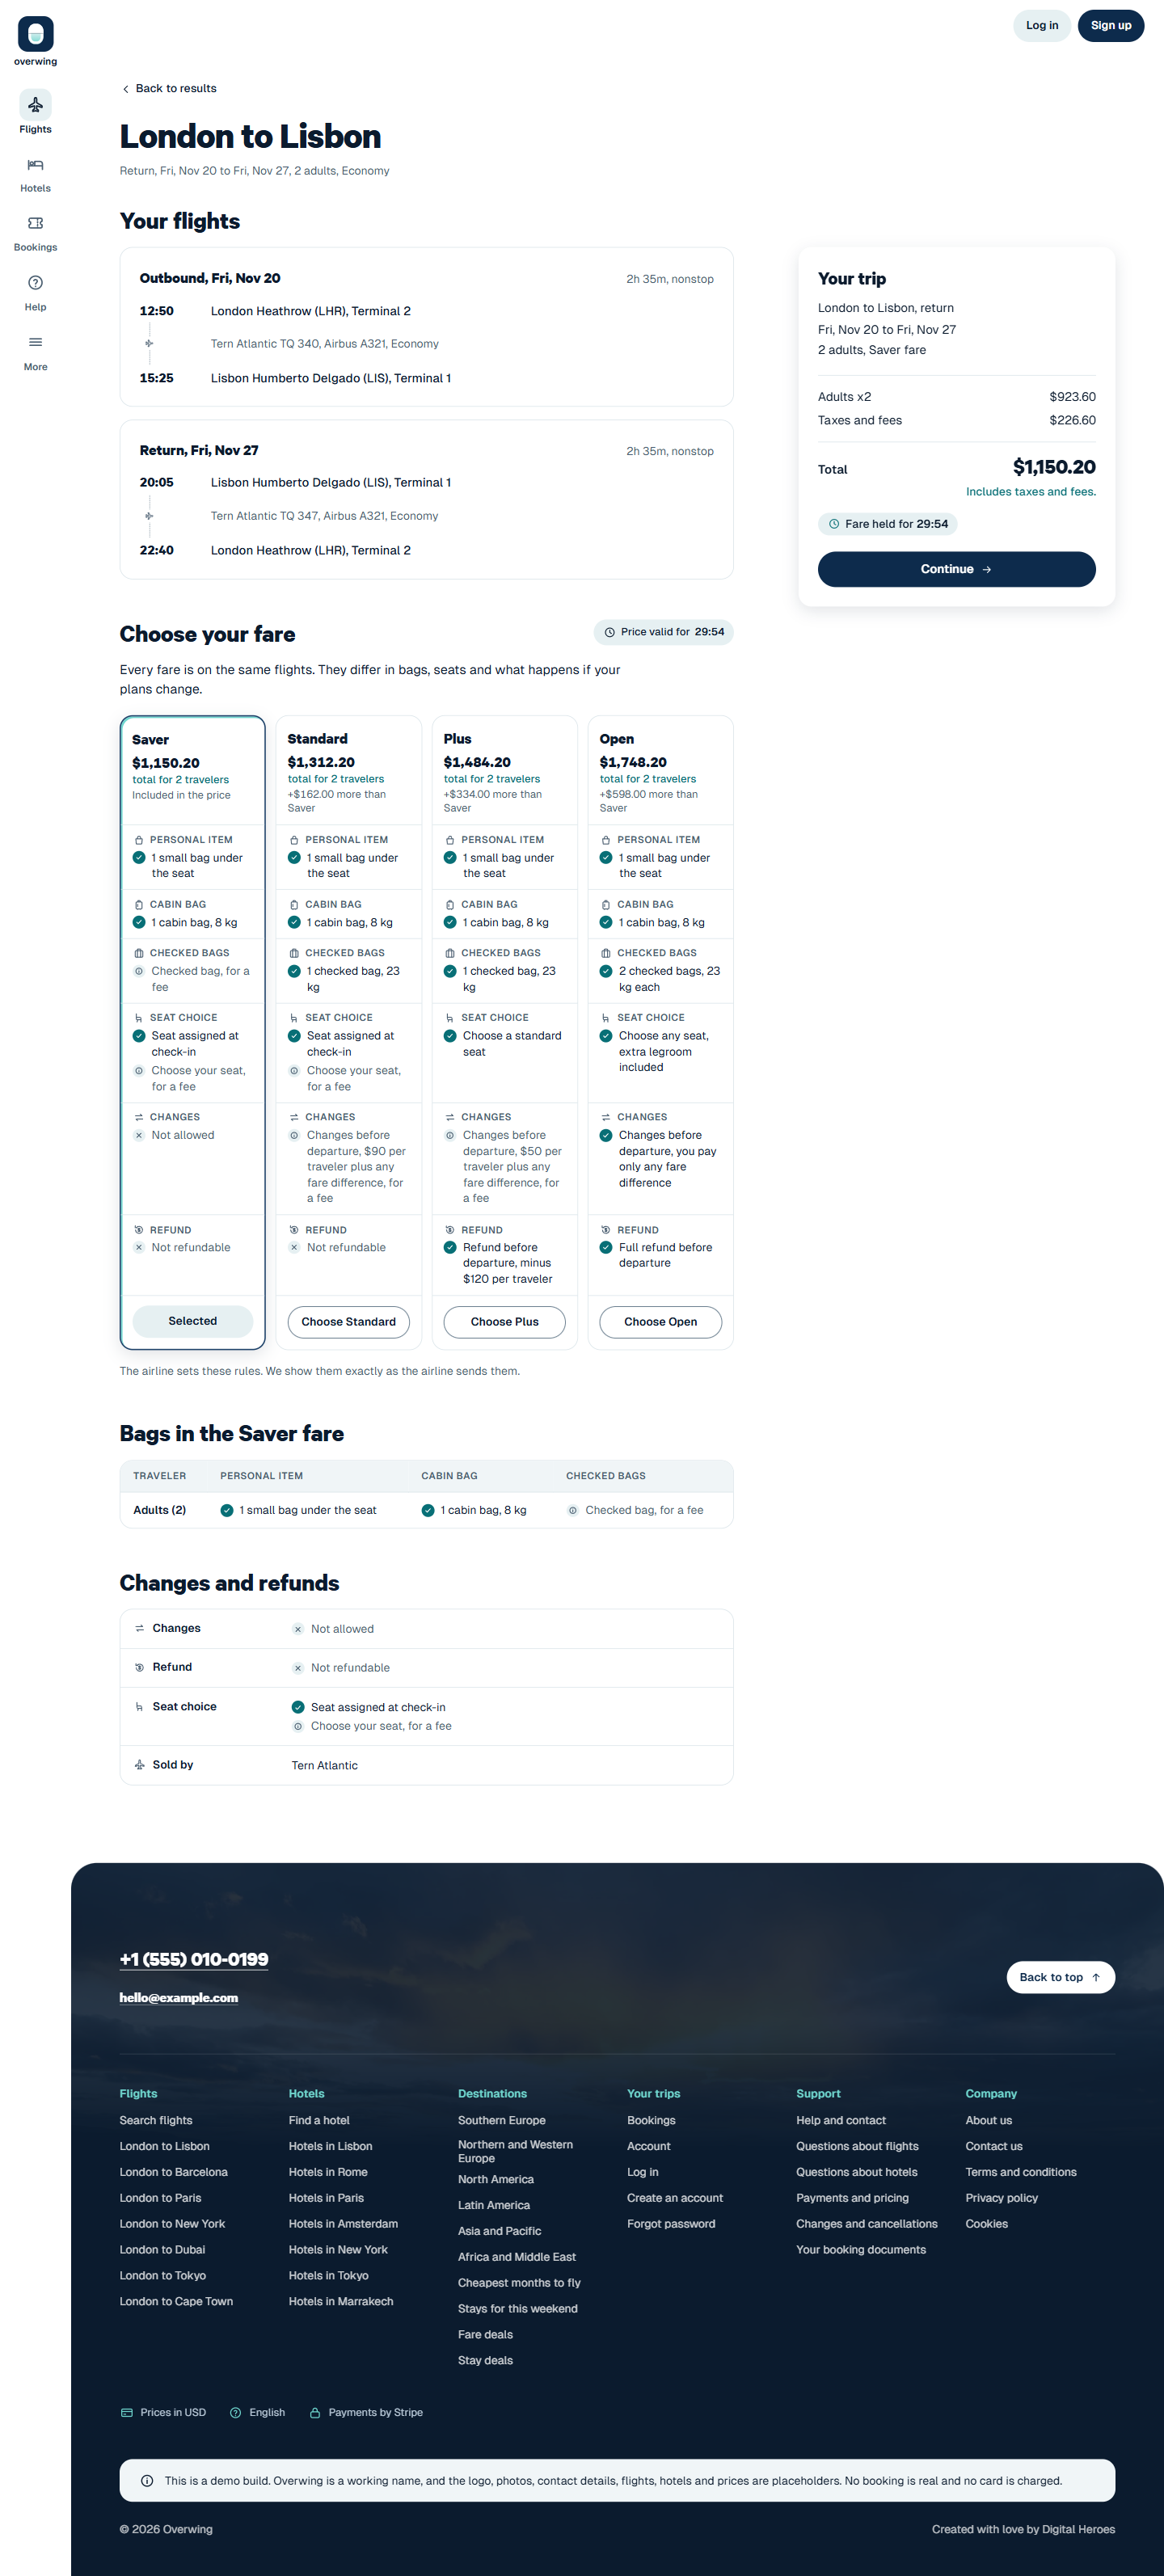 Log in
Sign up
overwing
Flights
Hotels
Bookings
Help
More
Back to results
London to Lisbon
Return, Fri, Nov 20 to Fri, Nov 27, 2 adults, Economy
Your flights
Outbound, Fri, Nov 20
2h 35m, nonstop
12:50 London Heathrow (LHR), Terminal 2
Tern Atlantic TQ 340, Airbus A321, Economy
15:25 Lisbon Humberto Delgado (LIS), Terminal 1
Return, Fri, Nov 27
2h 35m, nonstop
20:05 Lisbon Humberto Delgado (LIS), Terminal 1
Tern Atlantic TQ 347, Airbus A321, Economy
22:40 London Heathrow (LHR), Terminal 2
Your trip
London to Lisbon, return
Fri, Nov 20 to Fri, Nov 27
2 adults, Saver fare
Adults x2 $923.60
Taxes and fees $226.60
Total $1,150.20
Includes taxes and fees.
Fare held for 29:54
Continue
Choose your fare
Price valid for 29:54
Every fare is on the same flights. They differ in bags, seats and what happens if your
plans change.
Saver
$1,150.20
total for 2 travelers
Included in the price
PERSONAL ITEM
1 small bag under
the seat
CABIN BAG
1 cabin bag, 8 kg
CHECKED BAGS
Checked bag, for a
fee
SEAT CHOICE
Seat assigned at
check-in
Choose your seat,
for a fee
CHANGES
Not allowed
REFUND
Not refundable
Selected
Standard
$1,312.20
total for 2 travelers
+$162.00 more than
Saver
PERSONAL ITEM
1 small bag under
the seat
CABIN BAG
1 cabin bag, 8 kg
CHECKED BAGS
1 checked bag, 23
kg
SEAT CHOICE
Seat assigned at
check-in
Choose your seat,
for a fee
CHANGES
Changes before
departure, $90 per
traveler plus any
fare difference, for
a fee
REFUND
Not refundable
Choose Standard
Plus
$1,484.20
total for 2 travelers
+$334.00 more than
Saver
PERSONAL ITEM
1 small bag under
the seat
CABIN BAG
1 cabin bag, 8 kg
CHECKED BAGS
1 checked bag, 23
kg
SEAT CHOICE
Choose a standard
seat
CHANGES
Changes before
departure, $50 per
traveler plus any
fare difference, for
a fee
REFUND
Refund before
departure, minus
$120 per traveler
Choose Plus
Open
$1,748.20
total for 2 travelers
+$598.00 more than
Saver
PERSONAL ITEM
1 small bag under
the seat
CABIN BAG
1 cabin bag, 8 kg
CHECKED BAGS
2 checked bags, 23
kg each
SEAT CHOICE
Choose any seat,
extra legroom
included
CHANGES
Changes before
departure, you pay
only any fare
difference
REFUND
Full refund before
departure
Choose Open
The airline sets these rules. We show them exactly as the airline sends them.
Bags in the Saver fare
TRAVELER PERSONAL ITEM CABIN BAG CHECKED BAGS
Adults (2) 1 small bag under the seat 1 cabin bag, 8 kg Checked bag, for a fee
Changes and refunds
Changes Not allowed
Refund Not refundable
Seat choice Seat assigned at check-in
Choose your seat, for a fee
Sold by Tern Atlantic
+1 (555) 010-0199
hello@example.com
Back to top
Flights
Search flights
London to Lisbon
London to Barcelona
London to Paris
London to New York
London to Dubai
London to Tokyo
London to Cape Town
Hotels
Find a hotel
Hotels in Lisbon
Hotels in Rome
Hotels in Paris
Hotels in Amsterdam
Hotels in New York
Hotels in Tokyo
Hotels in Marrakech
Destinations
Southern Europe
Northern and Western
Europe
North America
Latin America
Asia and Pacific
Africa and Middle East
Cheapest months to fly
Stays for this weekend
Fare deals
Stay deals
Your trips
Bookings
Account
Log in
Create an account
Forgot password
Support
Help and contact
Questions about flights
Questions about hotels
Payments and pricing
Changes and cancellations
Your booking documents
Company
About us
Contact us
Terms and conditions
Privacy policy
Cookies
Prices in USD
English
Payments by Stripe
This is a demo build. Overwing is a working name, and the logo, photos, contact details, flights, hotels and prices are placeholders. No booking is real and no card is charged.
© 2026 Overwing
Created with love by Digital Heroes